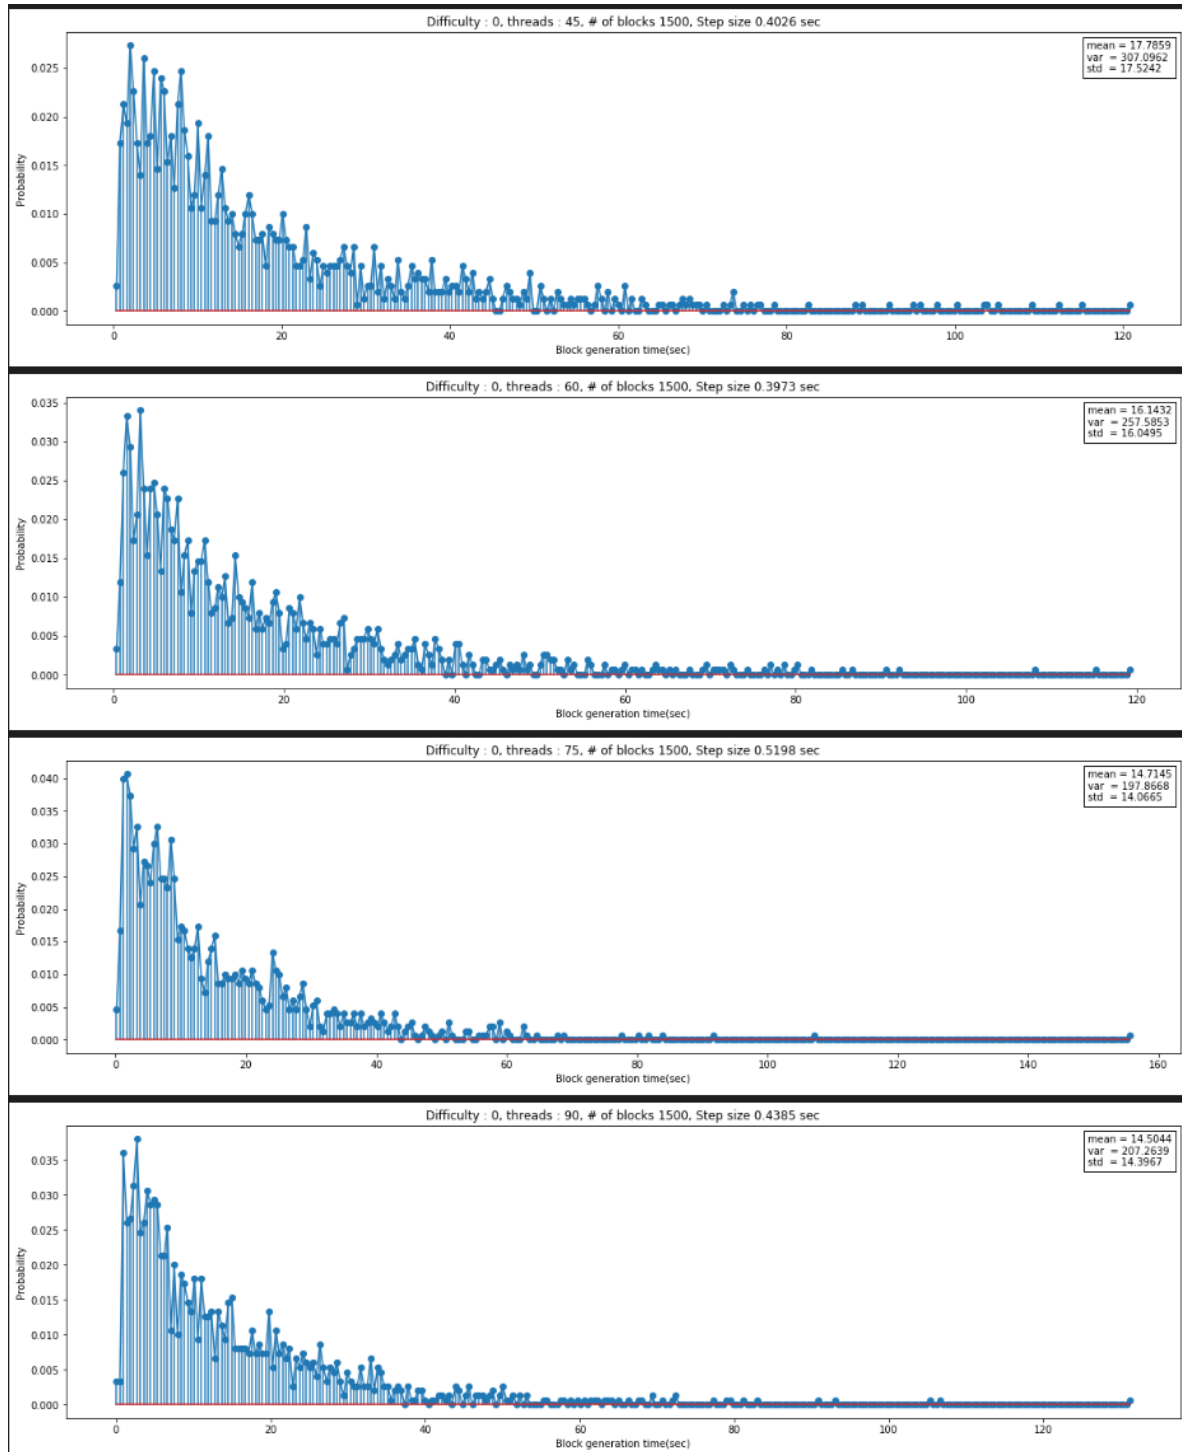 Difficulty : 0, threads : 45, # of blocks 1500, Step size 0.4026 sec
mean = 17.7859
var = 307.0962
std = 17.5242
0.025
0.020
0.015
0.010
0.005
0.000
Probability
0 20 40 60 80 100 120
Block generation time(sec)
Difficulty : 0, threads : 60, # of blocks 1500, Step size 0.3973 sec
mean = 16.1432
var = 257.5853
std = 16.0495
0.035
0.030
0.025
0.020
0.015
0.010
0.005
0.000
Probability
0 20 40 60 80 100 120
Block generation time(sec)
Difficulty : 0, threads : 75, # of blocks 1500, Step size 0.5198 sec
mean = 14.7145
var = 197.8668
std = 14.0665
0.040
0.035
0.030
0.025
0.020
0.015
0.010
0.005
0.000
Probability
0 20 40 60 80 100 120 140 160
Block generation time(sec)
Difficulty : 0, threads : 90, # of blocks 1500, Step size 0.4385 sec
mean = 14.5044
var = 207.2639
std = 14.3967
0.035
0.030
0.025
0.020
0.015
0.010
0.005
0.000
Probability
0 20 40 60 80 100 120
Block generation time(sec)